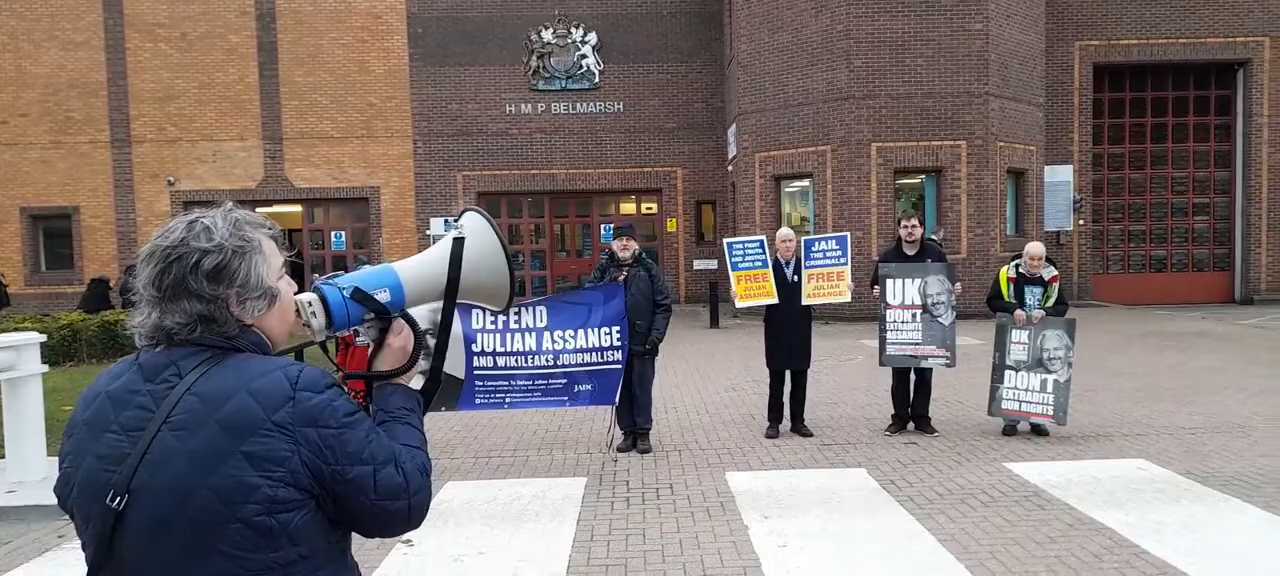 H M P BELMARSH
DEFEND
JULIAN ASSANGE
AND WIKILEAKS JOURNALISM
The Committee To Defend Julian Assange
JADC
THE FIGHT
FOR TRUTH
AND JUSTICE
GOES ON
FREE
JULIAN
ASSANGE!
JAIL
THE WAR
CRIMINALS!
FREE
JULIAN
ASSANGE!
UK
DON'T
EXTRADITE
ASSANGE
UK
DON'T
EXTRADITE
OUR RIGHTS